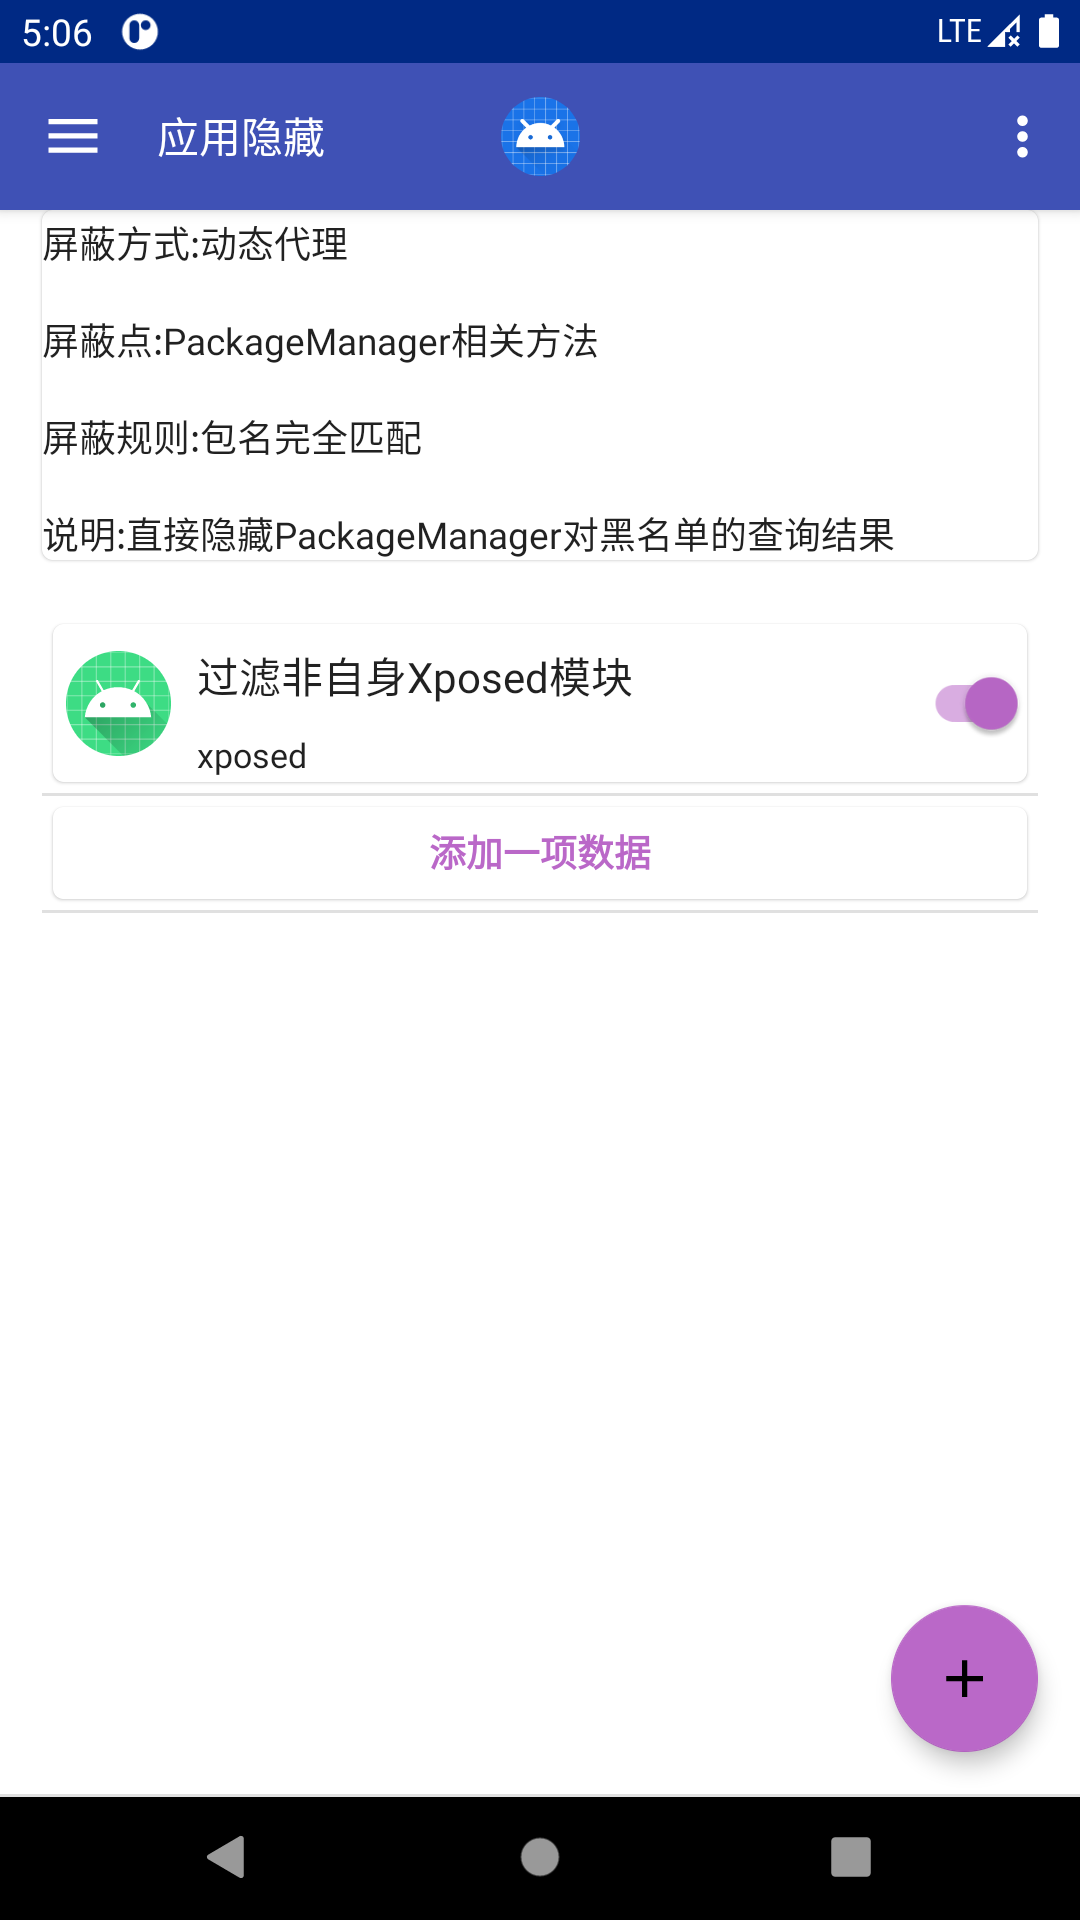 5:06
LTE
应用隐藏
屏蔽方式:动态代理
屏蔽点:PackageManager相关方法
屏蔽规则:包名完全匹配
说明:直接隐藏PackageManager对黑名单的查询结果
过滤非自身Xposed模块
xposed
添加一项数据